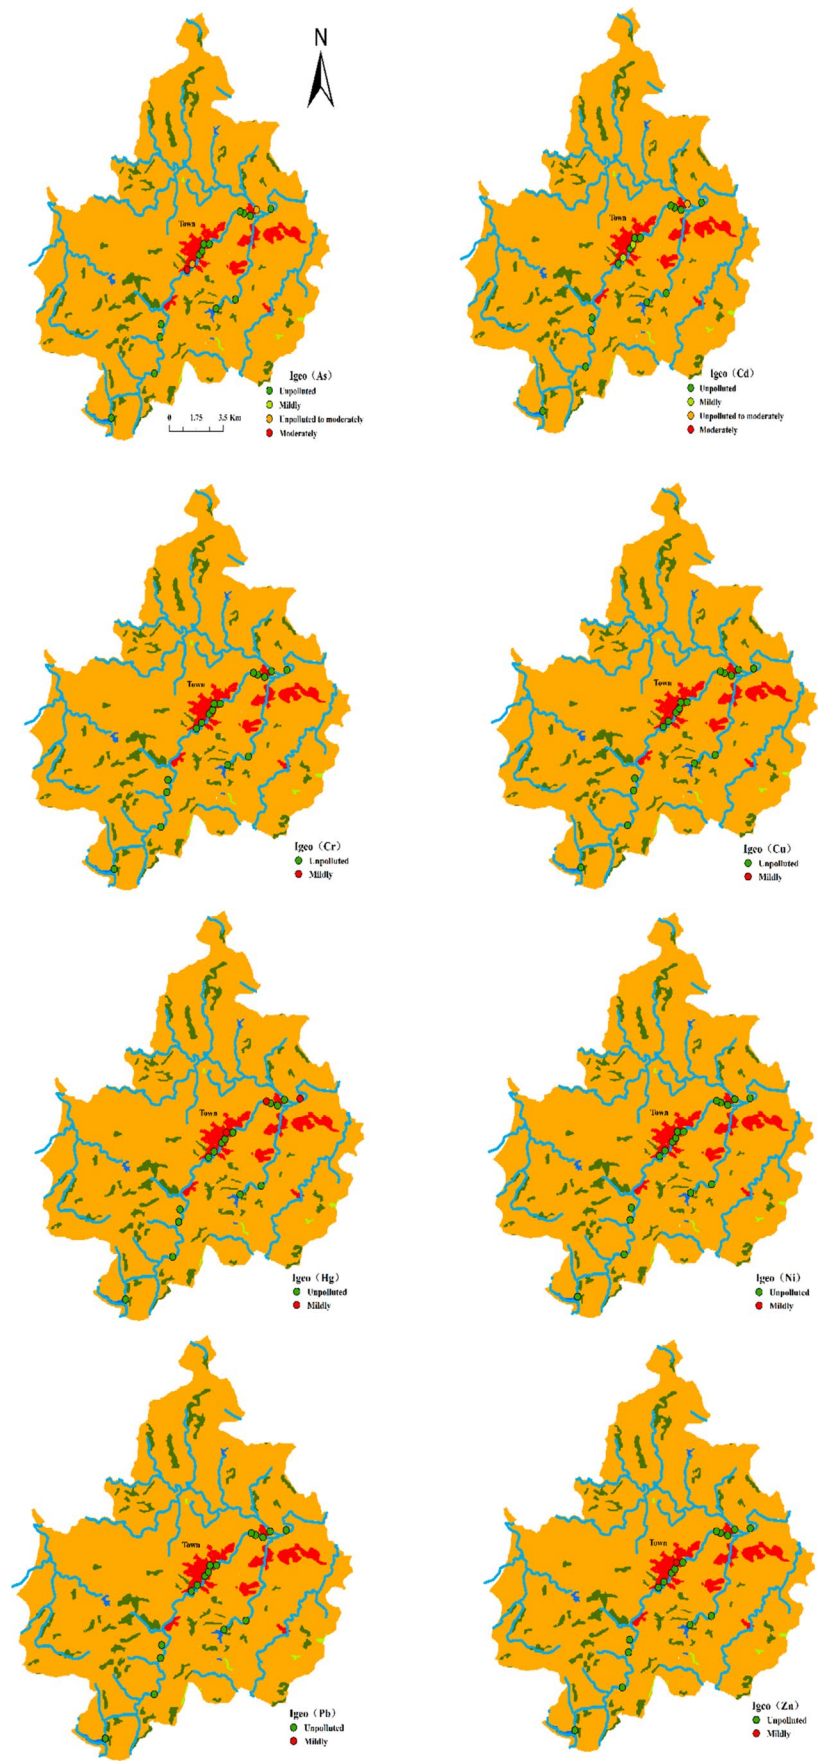 N
Town
Town
Igeo（As）
Unpolluted
Mildly
Unpolluted to moderately
Moderately
0 1.75 3.5 Km
Igeo（Cd）
Unpolluted
Mildly
Unpolluted to moderately
Moderately
Town
Town
Igeo（Cr）
Unpolluted
Mildly
Igeo（Cu）
Unpolluted
Mildly
Town
Town
Igeo（Hg）
Unpolluted
Mildly
Igeo（Ni）
Unpolluted
Mildly
Town
Town
Igeo（Pb）
Unpolluted
Mildly
Igeo（Zn）
Unpolluted
Mildly